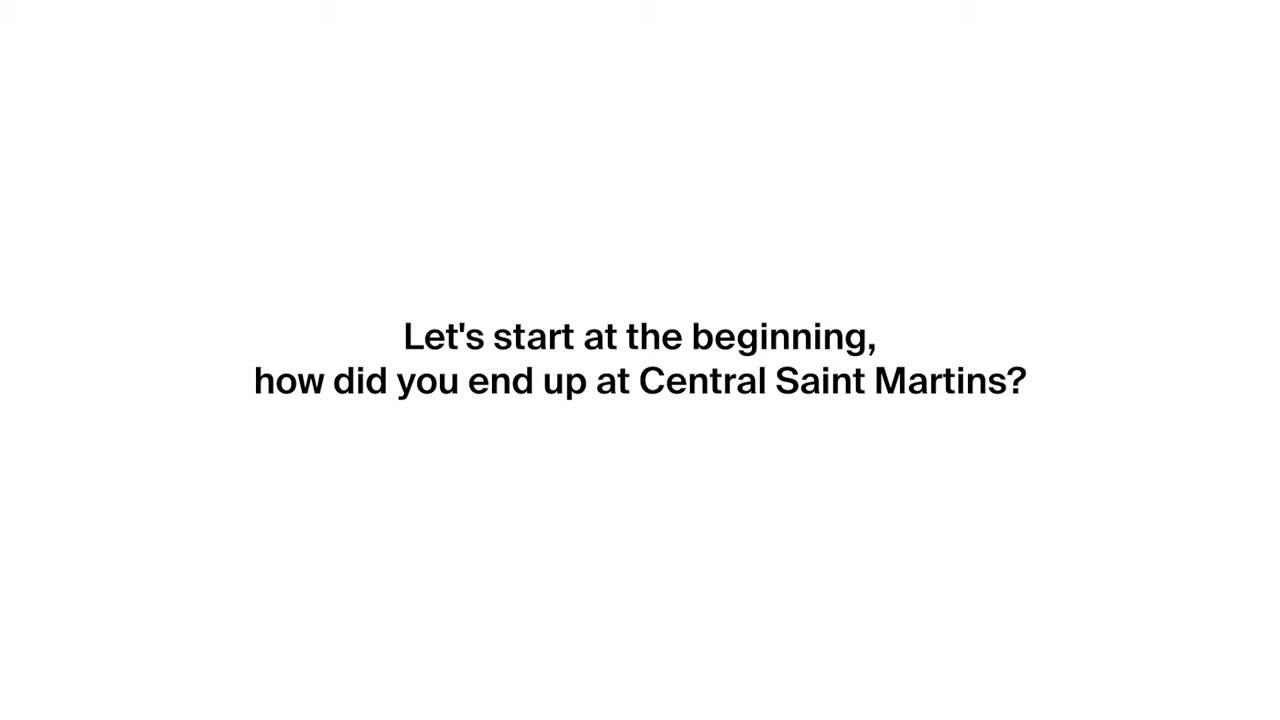 Let's start at the beginning,
how did you end up at Central Saint Martins?